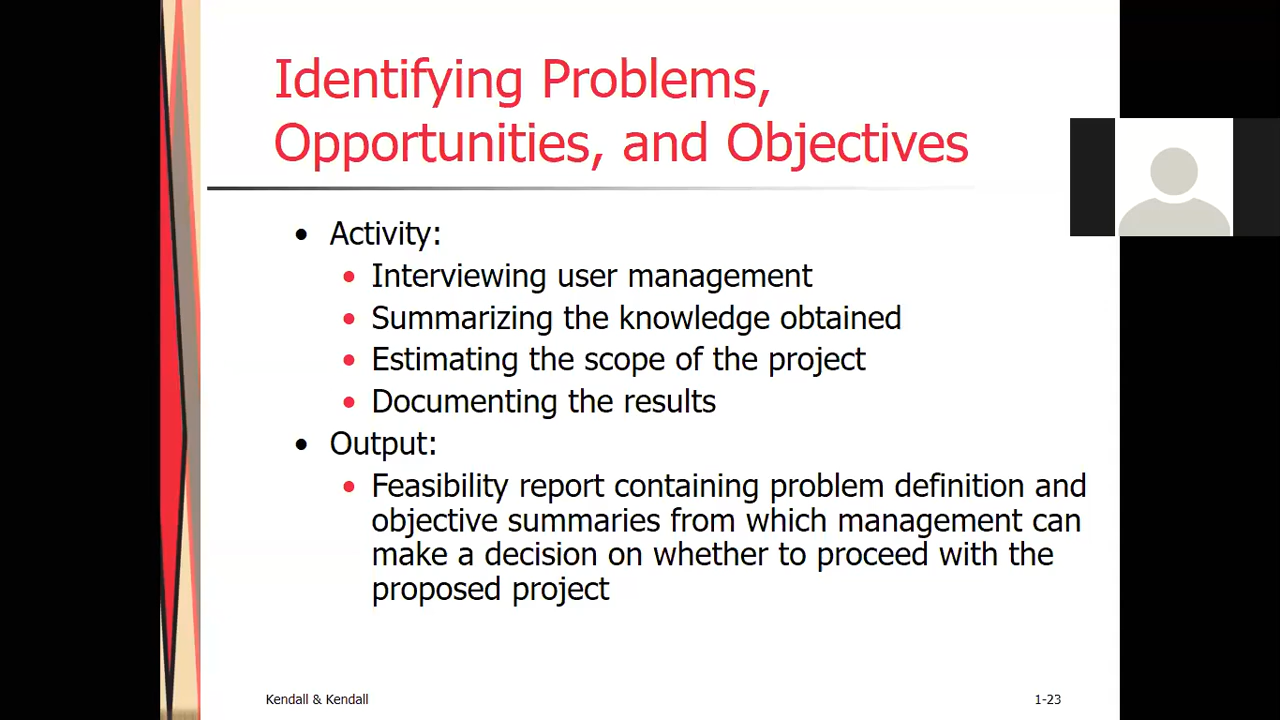 Identifying Problems,
Opportunities, and Objectives
• Activity:
• Interviewing user management
• Summarizing the knowledge obtained
• Estimating the scope of the project
• Documenting the results
• Output:
• Feasibility report containing problem definition and
objective summaries from which management can
make a decision on whether to proceed with the
proposed project
Kendall & Kendall
1-23